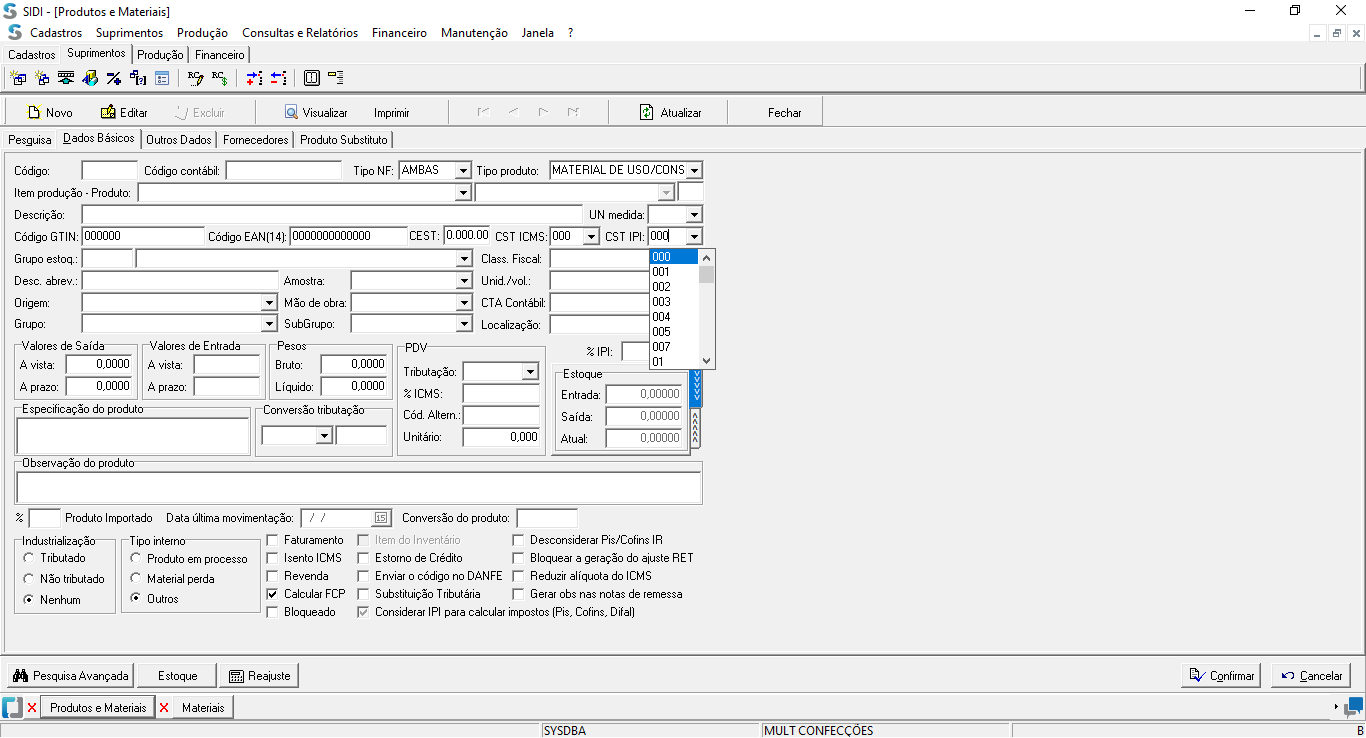 SIDI - [Produtos e Materiais]
Cadastros Suprimentos Produção Consultas e Relatórios Financeiro Manutenção Janela ?
Cadastros Suprimentos Produção Financeiro
Novo Editar Excluir Visualizar Imprimir Atualizar Fechar
Pesquisa Dados Básicos Outros Dados Fornecedores Produto Substituto
Código: Código contábil: Tipo NF: AMBAS Tipo produto: MATERIAL DE USO/CONS
Item produção - Produto:
Descrição: UN medida:
Código GTIN: 000000 Código EAN(14): 0000000000000 CEST: 0.000.00 CST ICMS: 000 CST IPI: 000
Grupo estoq.: Class. Fiscal: 000
001
Desc. abrev.: Amostra: Unid./vol.: 002
Origem: Mão de obra: CTA Contábil: 003
004
Grupo: SubGrupo: Localização: 005
Valores de Saída Valores de Entrada Pesos PDV 007
% IPI: 01
A vista: 0,0000 A vista: Bruto: 0,0000
Tributação: Estoque
A prazo: 0,0000 A prazo: Líquido: 0,0000
% ICMS: Entrada: 0,00000
Especificação do produto Conversão tributação
Cód. Altern.: Saída: 0,00000
Unitário: 0,000 Atual: 0,00000
Observação do produto
% Produto Importado Data última movimentação: / / 15 Conversão do produto:
Industrialização Tipo interno Faturamento Item do Inventário Desconsiderar Pis/Cofins IR
Tributado Produto em processo Isento ICMS Estorno de Crédito Bloquear a geração do ajuste RET
Não tributado Material perda Revenda Enviar o código no DANFE Reduzir alíquota do ICMS
Nenhum Outros Calcular FCP Substituição Tributária Gerar obs nas notas de remessa
Bloqueado Considerar IPI para calcular impostos (Pis, Cofins, Difal)
Pesquisa Avançada Estoque Reajuste Confirmar Cancelar
Produtos e Materiais Materiais
SYSDBA MULT CONFECÇÕES B